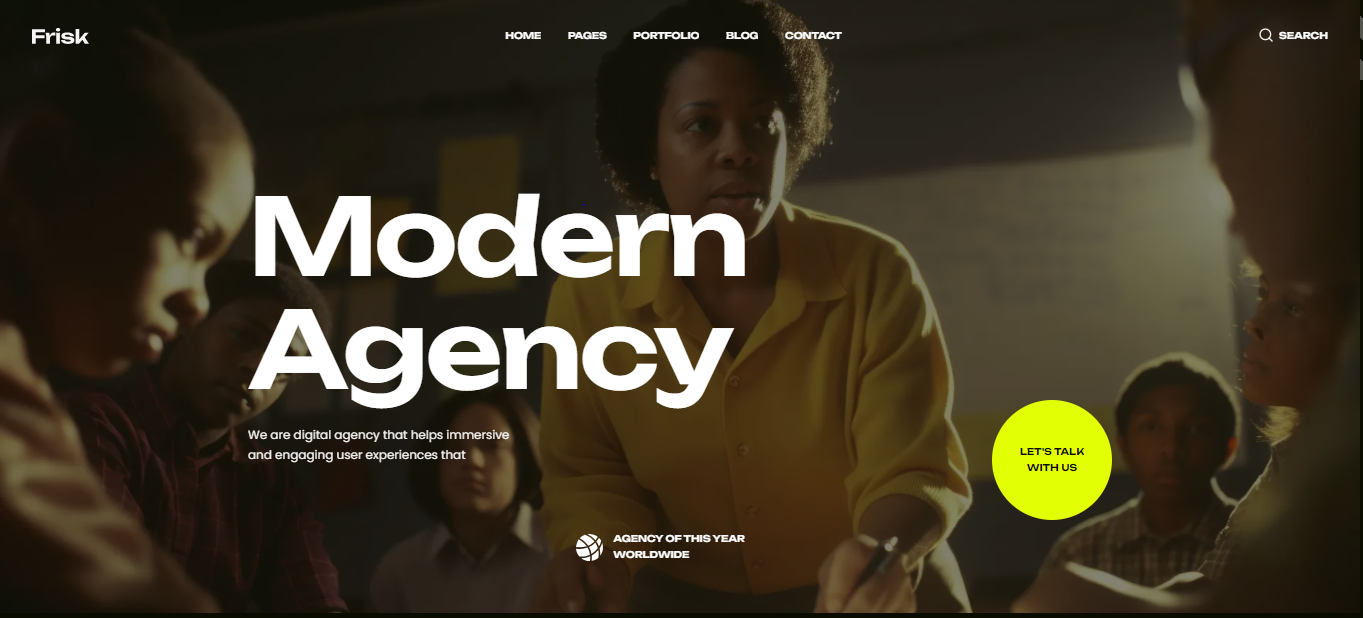 Frisk
HOME
PAGES
PORTFOLIO
BLOG
CONTACT
SEARCH
Modern
Agency
We are digital agency that helps immersive
and engaging user experiences that
LET'S TALK
WITH US
AGENCY OF THIS YEAR
WORLDWIDE